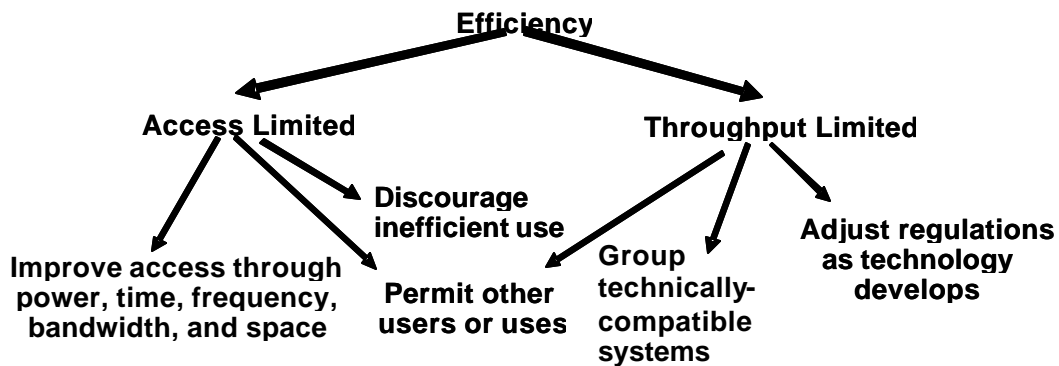 Efficiency
Access Limited
Throughput Limited
Discourage
inefficient use
Improve access through
power, time, frequency,
bandwidth, and space
Permit other
users or uses
Group
technically-
compatible
systems
Adjust regulations
as technology
develops